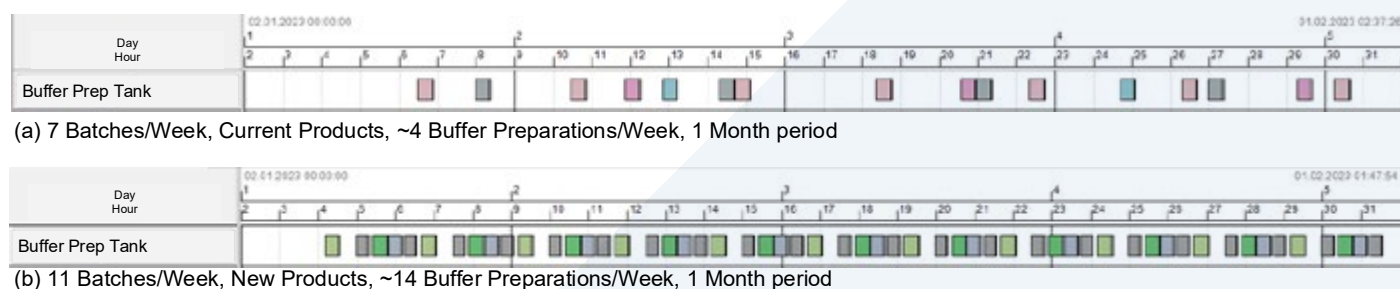 02.01.2023 00:00:00 01.02.2023 02:37:26
Day 1 2 3 4 5
Hour 2 3 4 5 6 7 8 9 10 11 12 13 14 15 16 17 18 19 20 21 22 23 24 25 26 27 28 29 30 31
Buffer Prep Tank
(a) 7 Batches/Week, Current Products, ~4 Buffer Preparations/Week, 1 Month period
02.01.2023 00:00:00 01.02.2023 01:47:54
Day 1 2 3 4 5
Hour 2 3 4 5 6 7 8 9 10 11 12 13 14 15 16 17 18 19 20 21 22 23 24 25 26 27 28 29 30 31
Buffer Prep Tank
(b) 11 Batches/Week, New Products, ~14 Buffer Preparations/Week, 1 Month period